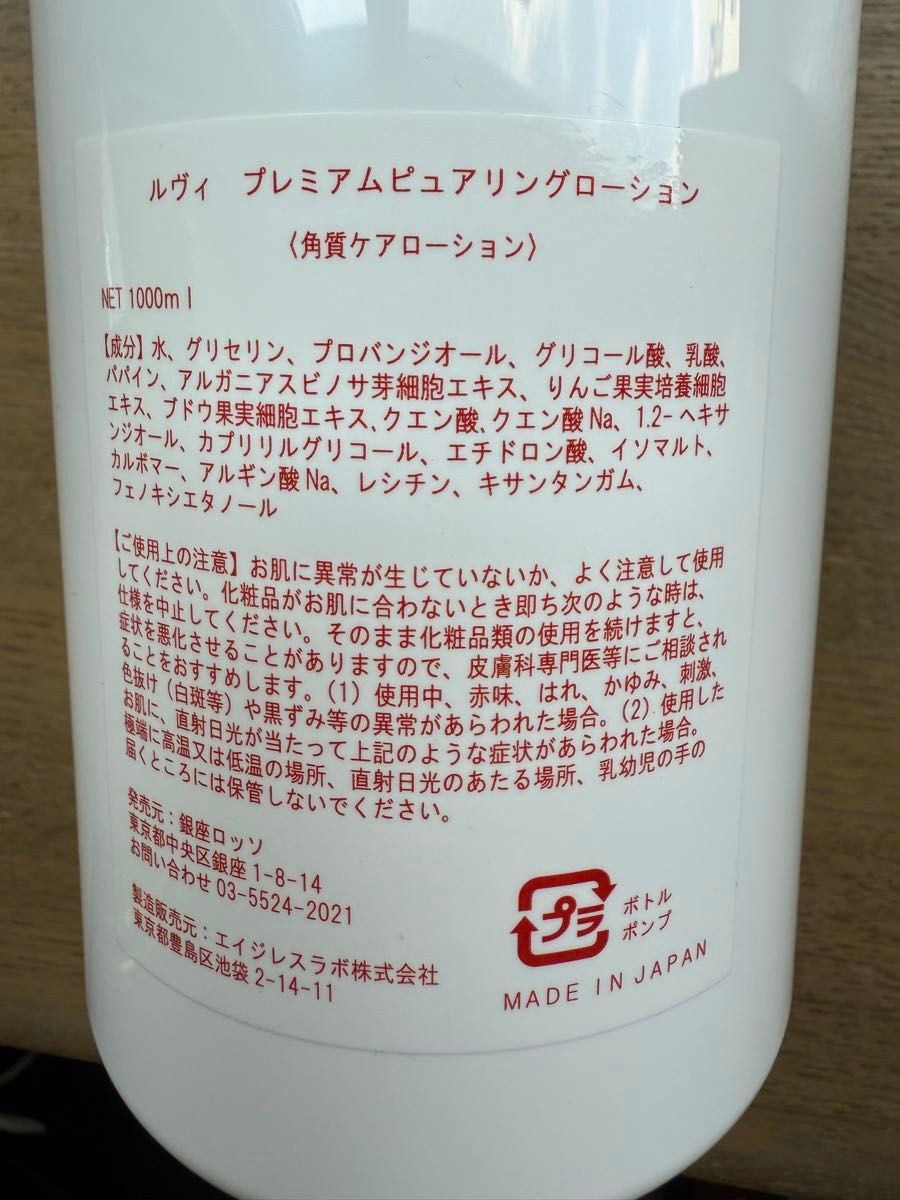 ルヴィ　プレミアムピュアリングローション
〈角質ケアローション〉
NET 1000ml
【成分】水、グリセリン、プロバンジオール、グリコール酸、乳酸、
パパイン、アルガニアスピノサ芽細胞エキス、りんご果実培養細胞
エキス、ブドウ果実細胞エキス、クエン酸、クエン酸Na、1.2-ヘキサ
ンジオール、カプリリルグリコール、エチドロン酸、イソマルト、
カルボマー、アルギン酸Na、レシチン、キサンタンガム、
フェノキシエタノール
【ご使用上の注意】お肌に異常が生じていないか、よく注意して使用
してください。化粧品がお肌に合わないとき即ち次のような時は、
仕様を中止してください。そのまま化粧品類の使用を続けますと、
症状を悪化させることがありますので、皮膚科専門医等にご相談され
ることをおすすめします。(1) 使用中、赤味、はれ、かゆみ、刺激、
色抜け（白斑等）や黒ずみ等の異常があらわれた場合。(2) 使用した
お肌に、直射日光が当たって上記のような症状があらわれた場合。
極端に高温又は低温の場所、直射日光のあたる場所、乳幼児の手の
届くところには保管しないでください。
発売元：銀座ロッソ
東京都中央区銀座1-8-14
お問い合わせ 03-5524-2021
製造販売元：エイジレスラボ株式会社
東京都豊島区池袋2-14-11
プラ
ボトル
ポンプ
MADE IN JAPAN